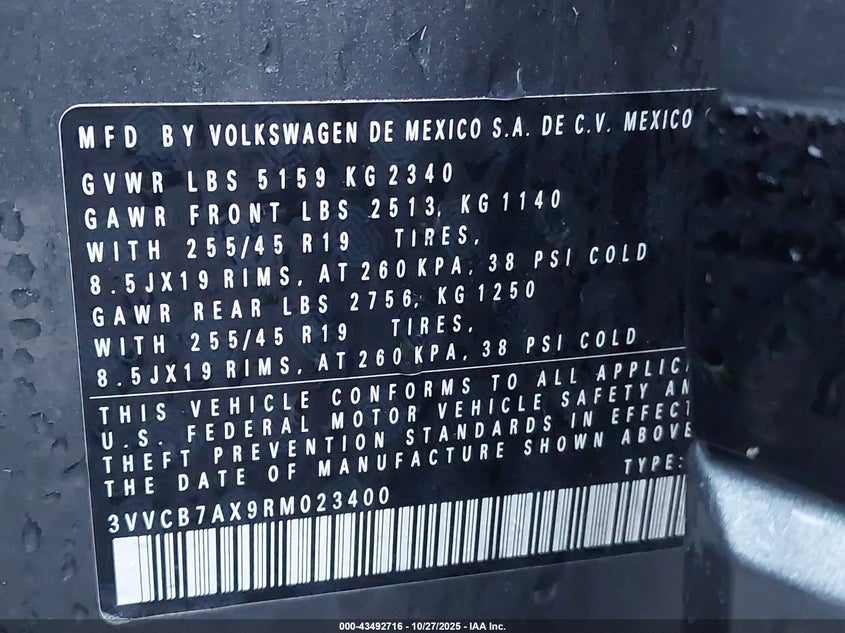 MFD BY VOLKSWAGEN DE MEXICO S.A. DE C.V. MEXICO
GVWR LBS 5159 KG 2340
GAWR FRONT LBS 2513, KG 1140
WITH 255/45 R19 TIRES,
8.5JX19 RIMS, AT 260 KPA, 38 PSI COLD
GAWR REAR LBS 2756, KG 1250
WITH 255/45 R19 TIRES,
8.5JX19 RIMS, AT 260 KPA, 38 PSI COLD
THIS VEHICLE CONFORMS TO ALL APPLIC
U.S. FEDERAL MOTOR VEHICLE SAFETY AN
THEFT PREVENTION STANDARDS IN EFFECT
THE DATE OF MANUFACTURE SHOWN ABOVE
TYPE:
3VVCB7AX9RM023400
000-43492716 - 10/27/2025 - IAA Inc.